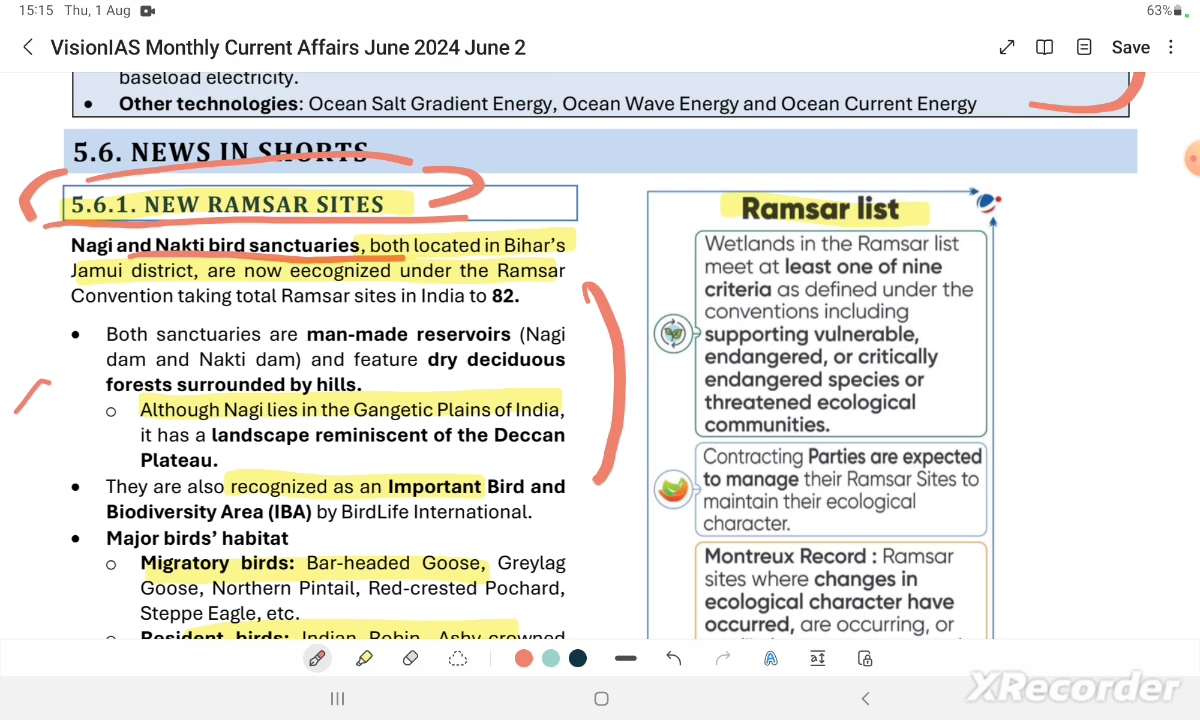 15:15 Thu, 1 Aug
63%
VisionIAS Monthly Current Affairs June 2024 June 2
Save
baseload electricity.
• Other technologies: Ocean Salt Gradient Energy, Ocean Wave Energy and Ocean Current Energy
5.6. NEWS IN SHORTS
5.6.1. NEW RAMSAR SITES
Nagi and Nakti bird sanctuaries, both located in Bihar's
Jamui district, are now eecognized under the Ramsar
Convention taking total Ramsar sites in India to 82.
• Both sanctuaries are man-made reservoirs (Nagi
dam and Nakti dam) and feature dry deciduous
forests surrounded by hills.
o Although Nagi lies in the Gangetic Plains of India,
it has a landscape reminiscent of the Deccan
Plateau.
• They are also recognized as an Important Bird and
Biodiversity Area (IBA) by BirdLife International.
• Major birds' habitat
o Migratory birds: Bar-headed Goose, Greylag
Goose, Northern Pintail, Red-crested Pochard,
Steppe Eagle, etc.
o Resident birds: Indian Robin, Ashy crowned
Ramsar list
Wetlands in the Ramsar list
meet at least one of nine
criteria as defined under the
conventions including
supporting vulnerable,
endangered, or critically
endangered species or
threatened ecological
communities.
Contracting Parties are expected
to manage their Ramsar Sites to
maintain their ecological
character.
Montreux Record : Ramsar
sites where changes in
ecological character have
occurred, are occurring, or
XRecorder